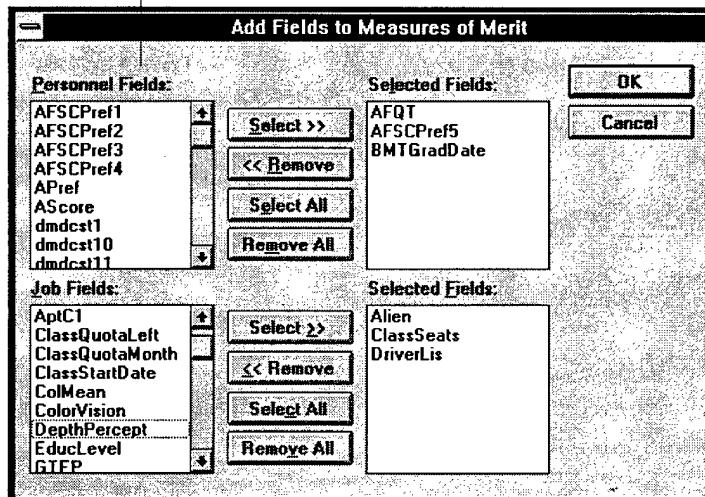 Add Fields to Measures of Merit
Personnel Fields:
AFSCPref1
AFSCPref2
AFSCPref3
AFSCPref4
APref
AScore
dmdcst1
dmdcst10
dmdcst11
Select >>
<< Remove
Select All
Remove All
Selected Fields:
AFQT
AFSCPref5
BMTGradDate
OK
Cancel
Job Fields:
AptC1
ClassQuotaLeft
ClassQuotaMonth
ClassStartDate
ColMean
ColorVision
DepthPercept
EducLevel
GTEP
Select >>
<< Remove
Select All
Remove All
Selected Fields:
Alien
ClassSeats
DriverLis